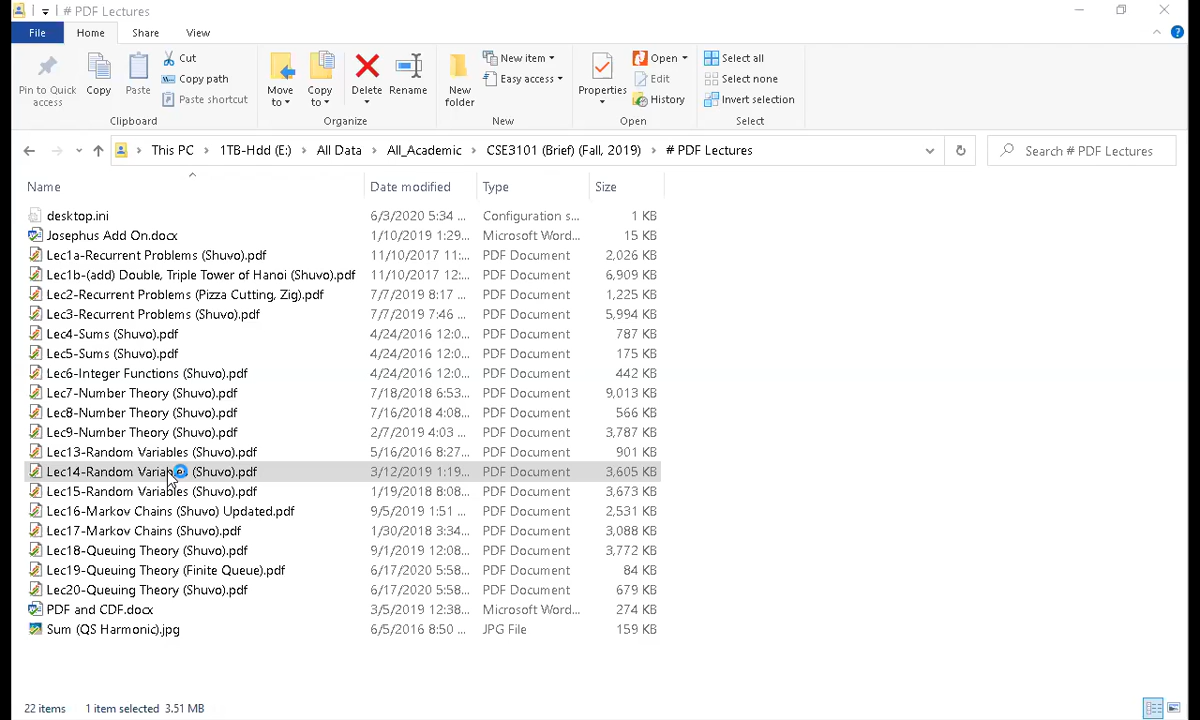 # PDF Lectures
File Home Share View
Pin to Quick access
Copy
Paste
Cut
Copy path
Paste shortcut
Clipboard
Move to
Copy to
Delete
Rename
Organize
New folder
New item
Easy access
New
Properties
Open
Edit
History
Open
Select all
Select none
Invert selection
Select
This PC > 1TB-Hdd (E:) > All Data > All_Academic > CSE3101 (Brief) (Fall, 2019) > # PDF Lectures
Search # PDF Lectures
Name Date modified Type Size
desktop.ini 6/3/2020 5:34 ... Configuration s... 1 KB
Josephus Add On.docx 1/10/2019 1:29... Microsoft Word... 15 KB
Lec1a-Recurrent Problems (Shuvo).pdf 11/10/2017 11:... PDF Document 2,026 KB
Lec1b-(add) Double, Triple Tower of Hanoi (Shuvo).pdf 11/10/2017 12:... PDF Document 6,909 KB
Lec2-Recurrent Problems (Pizza Cutting, Zig).pdf 7/7/2019 8:17 ... PDF Document 1,225 KB
Lec3-Recurrent Problems (Shuvo).pdf 7/7/2019 7:46 ... PDF Document 5,994 KB
Lec4-Sums (Shuvo).pdf 4/24/2016 12:0... PDF Document 787 KB
Lec5-Sums (Shuvo).pdf 4/24/2016 12:0... PDF Document 175 KB
Lec6-Integer Functions (Shuvo).pdf 4/24/2016 12:0... PDF Document 442 KB
Lec7-Number Theory (Shuvo).pdf 7/18/2018 6:53... PDF Document 9,013 KB
Lec8-Number Theory (Shuvo).pdf 7/16/2018 4:08... PDF Document 566 KB
Lec9-Number Theory (Shuvo).pdf 2/7/2019 4:03 ... PDF Document 3,787 KB
Lec13-Random Variables (Shuvo).pdf 5/16/2016 8:27... PDF Document 901 KB
Lec14-Random Variables (Shuvo).pdf 3/12/2019 1:19... PDF Document 3,605 KB
Lec15-Random Variables (Shuvo).pdf 1/19/2018 8:08... PDF Document 3,673 KB
Lec16-Markov Chains (Shuvo) Updated.pdf 9/5/2019 1:51 ... PDF Document 2,531 KB
Lec17-Markov Chains (Shuvo).pdf 1/30/2018 3:34... PDF Document 3,088 KB
Lec18-Queuing Theory (Shuvo).pdf 9/1/2019 12:08... PDF Document 3,772 KB
Lec19-Queuing Theory (Finite Queue).pdf 6/17/2020 5:58... PDF Document 84 KB
Lec20-Queuing Theory (Shuvo).pdf 6/17/2020 5:58... PDF Document 679 KB
PDF and CDF.docx 3/5/2019 12:38... Microsoft Word... 274 KB
Sum (QS Harmonic).jpg 6/5/2016 8:50 ... JPG File 159 KB
22 items 1 item selected 3.51 MB